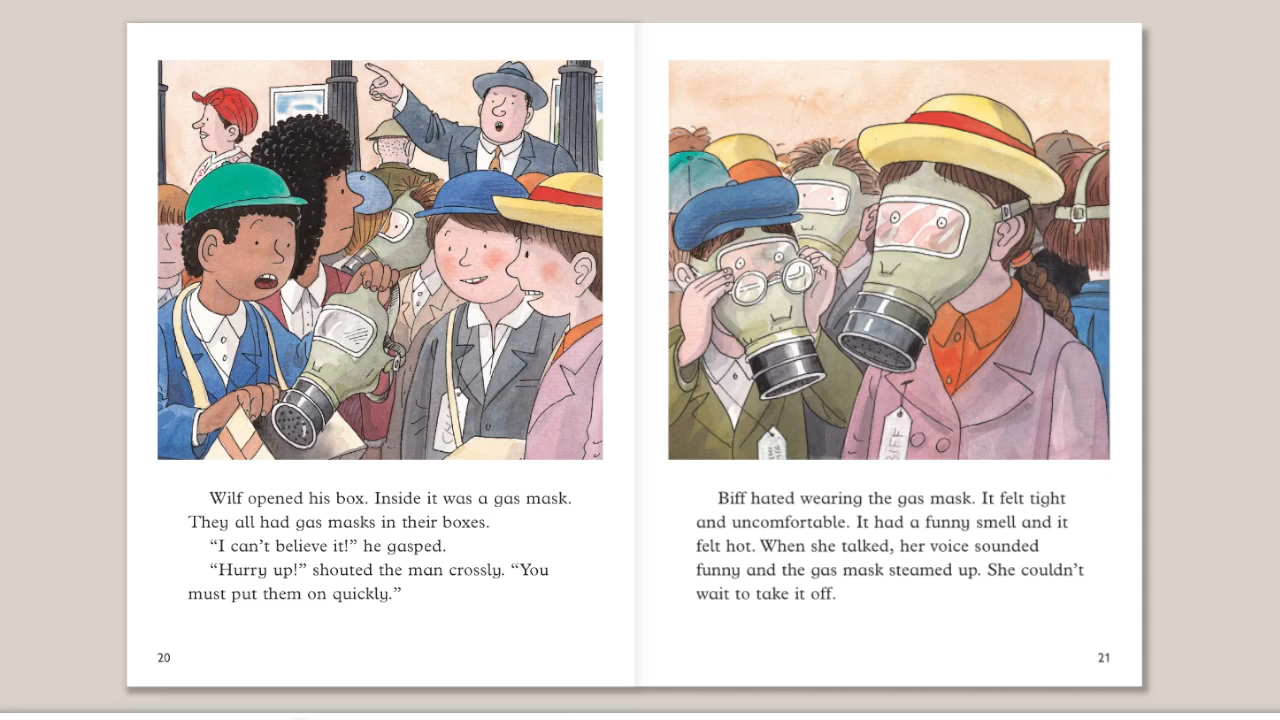 Wilf opened his box. Inside it was a gas mask.
They all had gas masks in their boxes.
“I can’t believe it!” he gasped.
“Hurry up!” shouted the man crossly. “You
must put them on quickly.”
20
Biff hated wearing the gas mask. It felt tight
and uncomfortable. It had a funny smell and it
felt hot. When she talked, her voice sounded
funny and the gas mask steamed up. She couldn’t
wait to take it off.
21